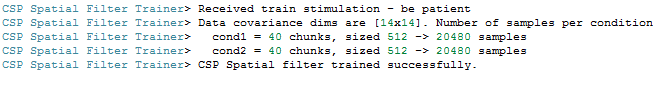 CSP Spatial Filter Trainer> Received train stimulation - be patient
CSP Spatial Filter Trainer> Data covariance dims are [14x14]. Number of samples per condition
CSP Spatial Filter Trainer>   cond1 = 40 chunks, sized 512 -> 20480 samples
CSP Spatial Filter Trainer>   cond2 = 40 chunks, sized 512 -> 20480 samples
CSP Spatial Filter Trainer> CSP Spatial filter trained successfully.